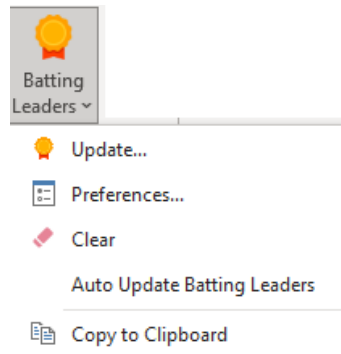 Batting
Leaders
Update...
Preferences...
Clear
Auto Update Batting Leaders
Copy to Clipboard